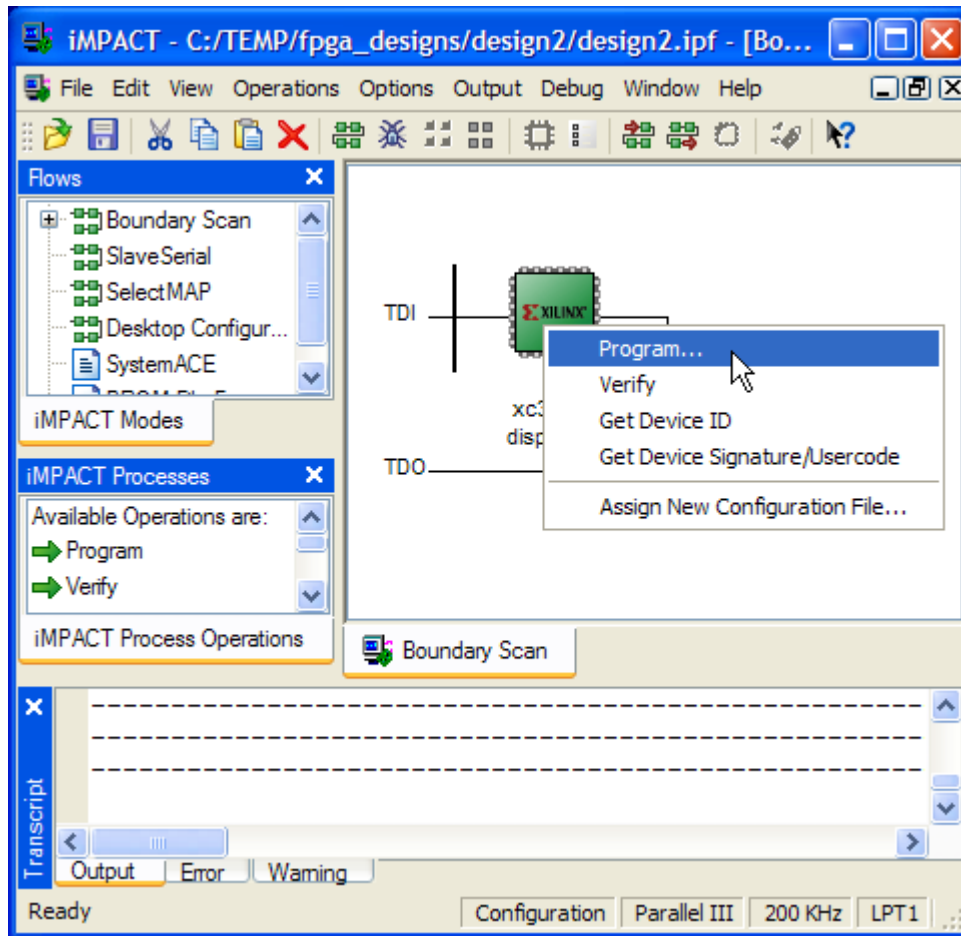 iMPACT - C:/TEMP/fpga_designs/design2/design2.ipf - [Bo...
File Edit View Operations Options Output Debug Window Help
Flows
Boundary Scan
SlaveSerial
SelectMAP
Desktop Configur...
SystemACE
iMPACT Modes
iMPACT Processes
Available Operations are:
Program
Verify
iMPACT Process Operations
TDI
XILINX
Program...
Verify
Get Device ID
Get Device Signature/Usercode
Assign New Configuration File...
xc3
disp
TDO
Boundary Scan
Transcript
------------------------------------------------------
------------------------------------------------------
------------------------------------------------------
Output Error Warning
Ready Configuration Parallel III 200 KHz LPT1